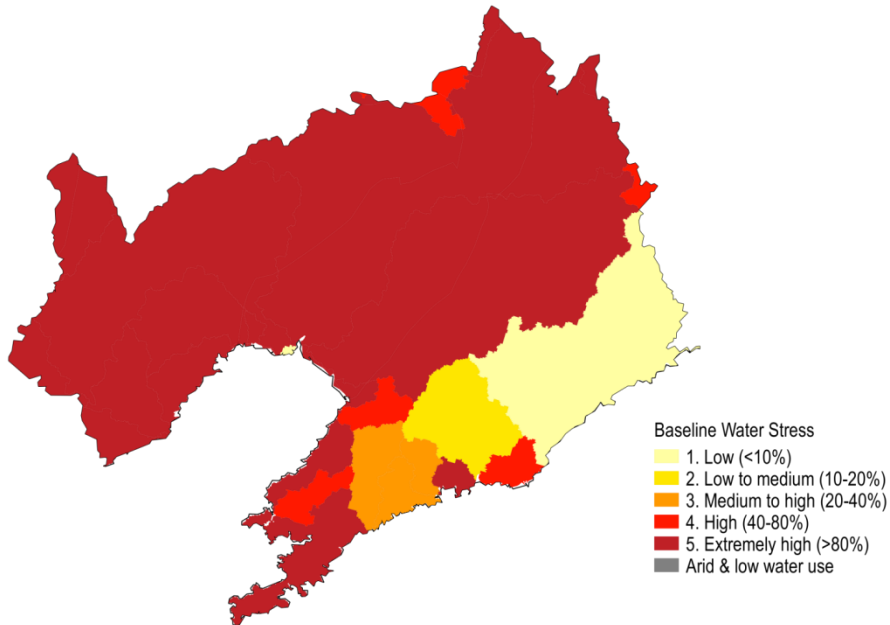 Baseline Water Stress
1. Low (<10%)
2. Low to medium (10-20%)
3. Medium to high (20-40%)
4. High (40-80%)
5. Extremely high (>80%)
Arid & low water use